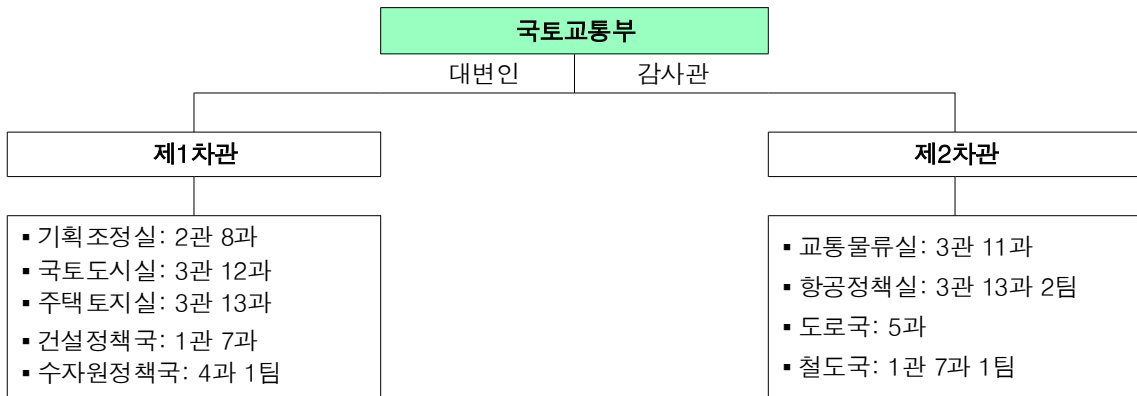 국토교통부
대변인 감사관
제1차관
제2차관
▪ 기획조정실: 2관 8과
▪ 국토도시실: 3관 12과
▪ 주택토지실: 3관 13과
▪ 건설정책국: 1관 7과
▪ 수자원정책국: 4과 1팀
▪ 교통물류실: 3관 11과
▪ 항공정책실: 3관 13과 2팀
▪ 도로국: 5과
▪ 철도국: 1관 7과 1팀